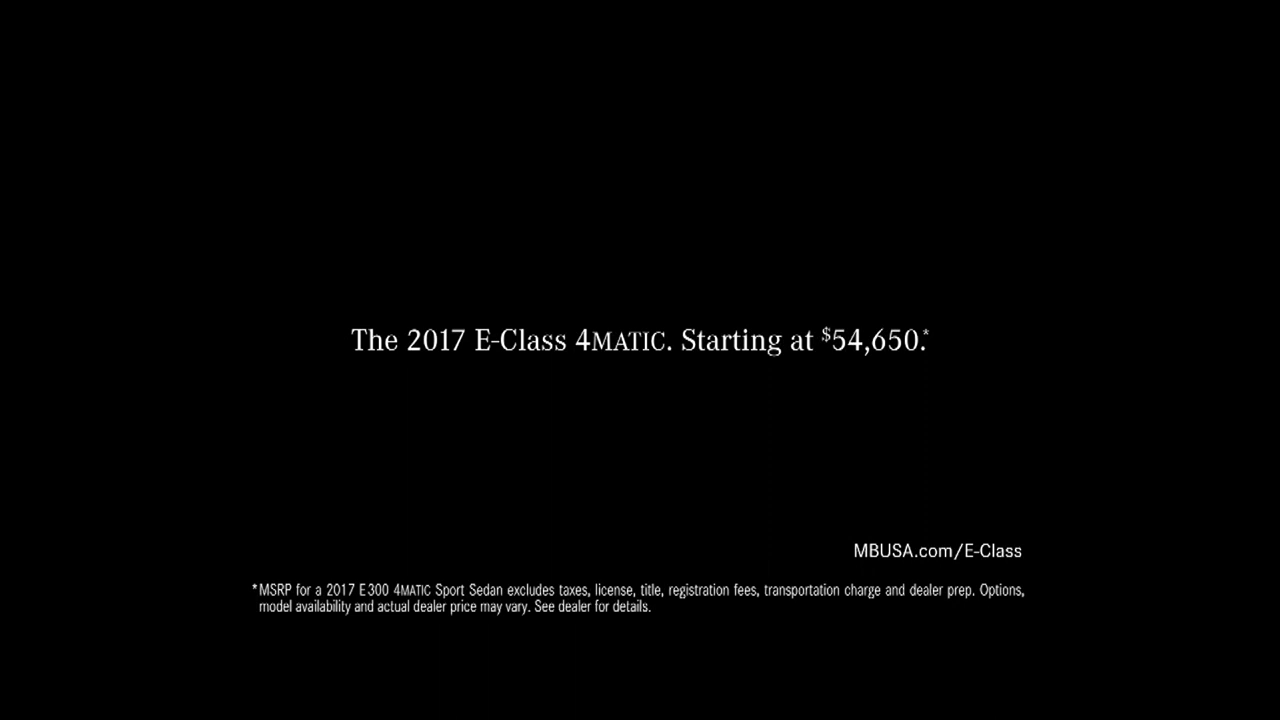 The 2017 E-Class 4MATIC. Starting at $54,650.*
MBUSA.com/E-Class
*MSRP for a 2017 E 300 4MATIC Sport Sedan excludes taxes, license, title, registration fees, transportation charge and dealer prep. Options,
model availability and actual dealer price may vary. See dealer for details.